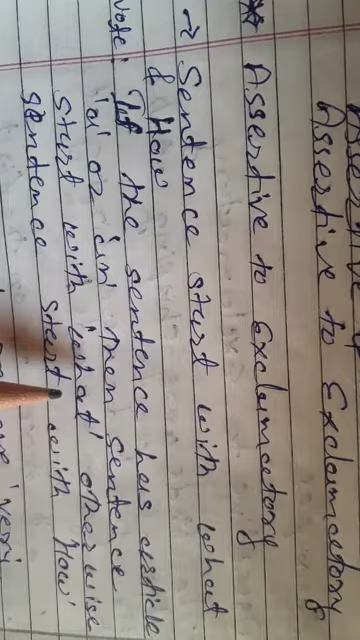 Assertive to Exclamatory
** Assertive to Exclamatory
~ Sentence start with what
& How
Note: If the sentence has article
'a' or 'an' then sentence
start with 'what' otherwise
sentence start with How'
very